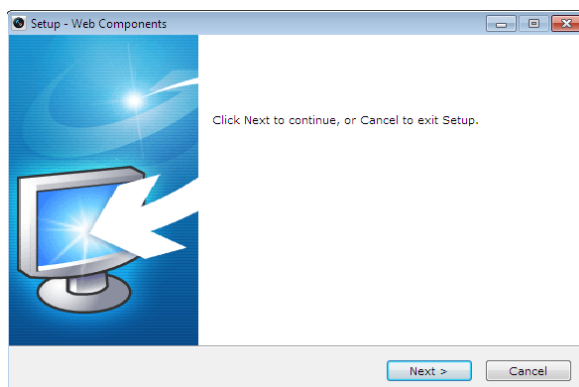 Setup - Web Components
Click Next to continue, or Cancel to exit Setup.
Next >
Cancel